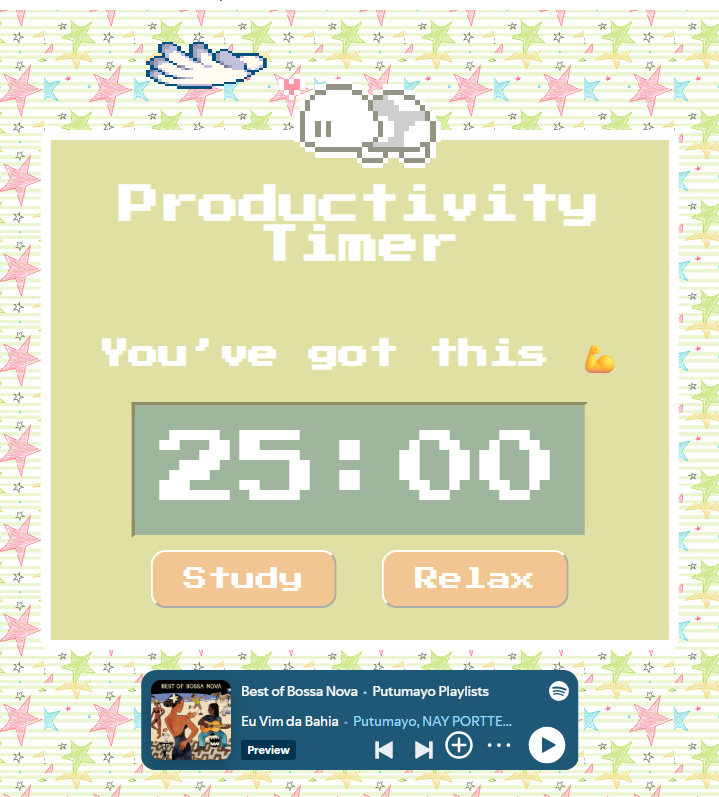 Productivity
Timer
You've got this 💪
25:00
Study
Relax
BEST OF BOSSA NOVA
Best of Bossa Nova · Putumayo Playlists
Eu Vim da Bahia · Putumayo, NAY PORTTE...
Preview